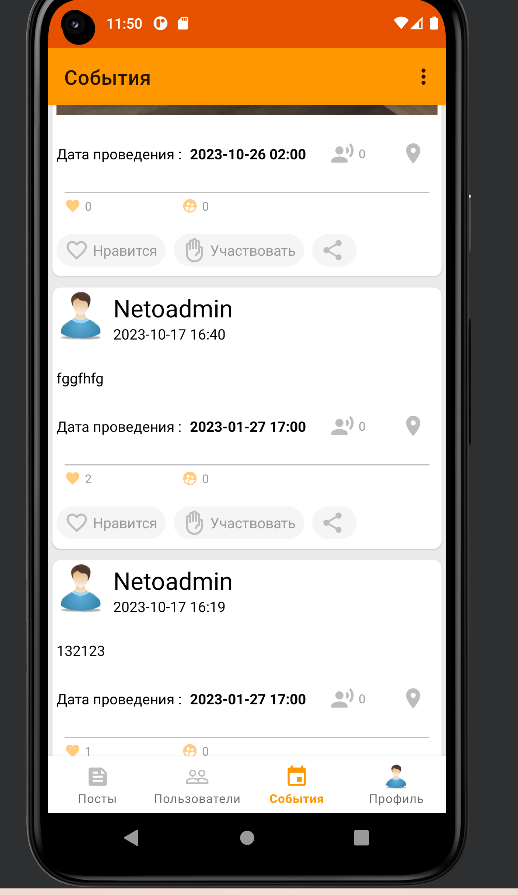 11:50
События
Дата проведения : 2023-10-26 02:00 0
0 0
Нравится Участвовать
Netoadmin
2023-10-17 16:40
fggfhfg
Дата проведения : 2023-01-27 17:00 0
2 0
Нравится Участвовать
Netoadmin
2023-10-17 16:19
132123
Дата проведения : 2023-01-27 17:00 0
1 0
Посты Пользователи События Профиль